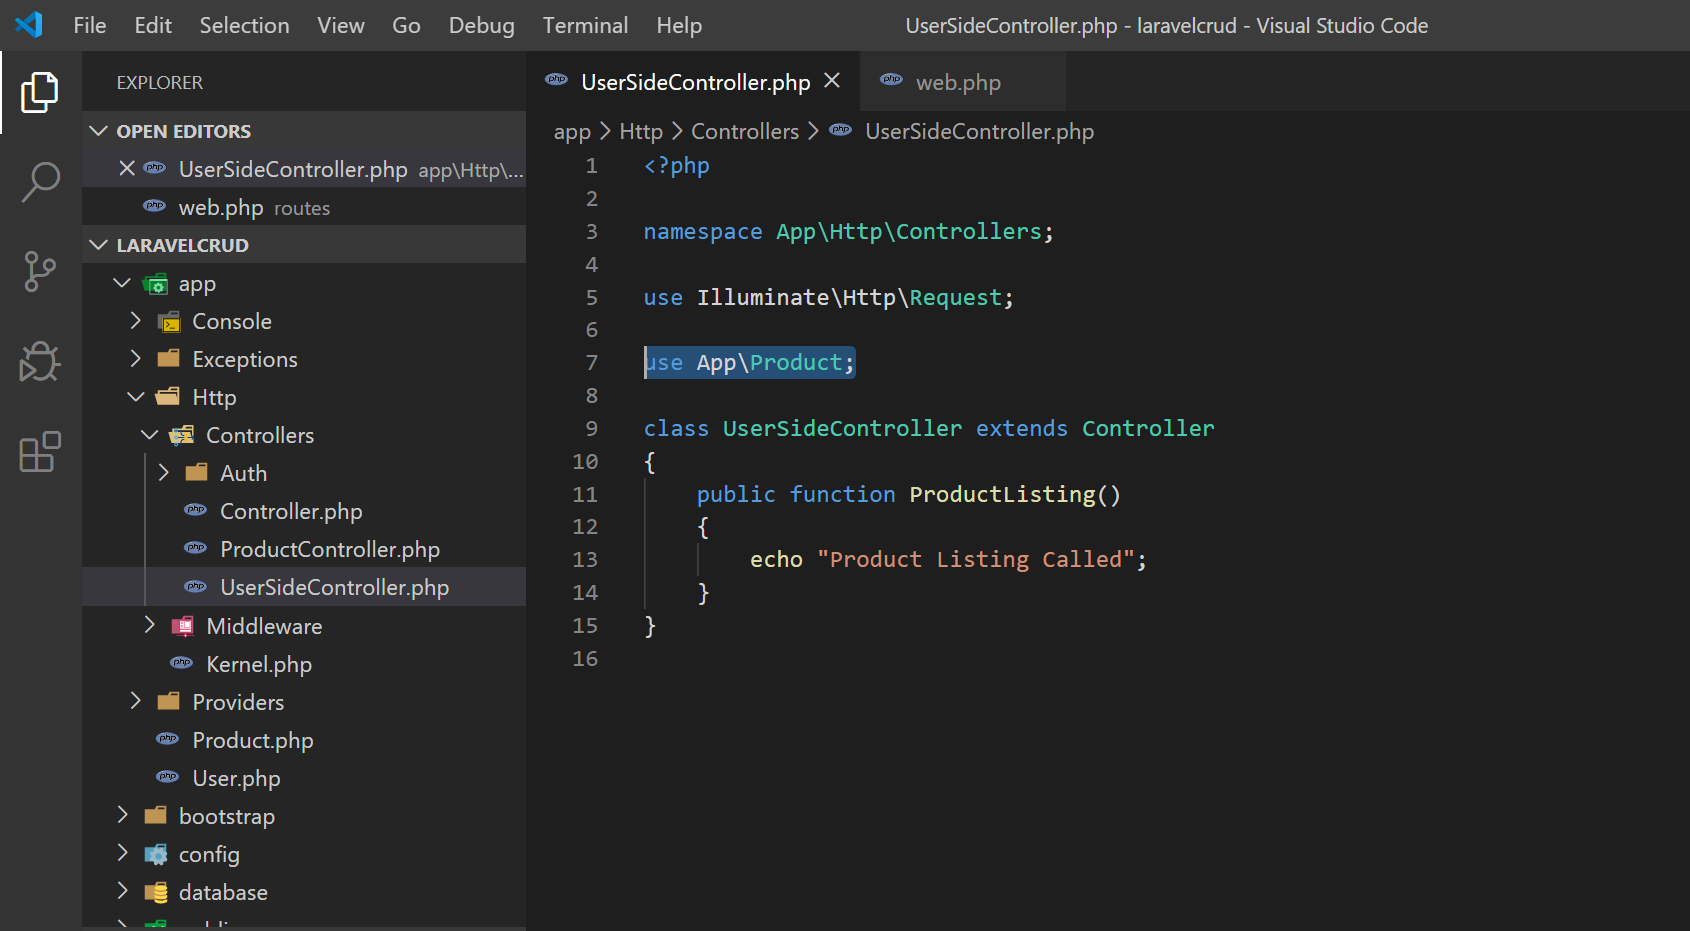 File Edit Selection View Go Debug Terminal Help UserSideController.php - laravelcrud - Visual Studio Code
EXPLORER
OPEN EDITORS
UserSideController.php app\Http\...
web.php routes
LARAVELCRUD
app
Console
Exceptions
Http
Controllers
Auth
Controller.php
ProductController.php
UserSideController.php
Middleware
Kernel.php
Providers
Product.php
User.php
bootstrap
config
database
UserSideController.php web.php
app > Http > Controllers > UserSideController.php
1 <?php
2
3 namespace App\Http\Controllers;
4
5 use Illuminate\Http\Request;
6
7 use App\Product;
8
9 class UserSideController extends Controller
10 {
11     public function ProductListing()
12     {
13         echo "Product Listing Called";
14     }
15 }
16